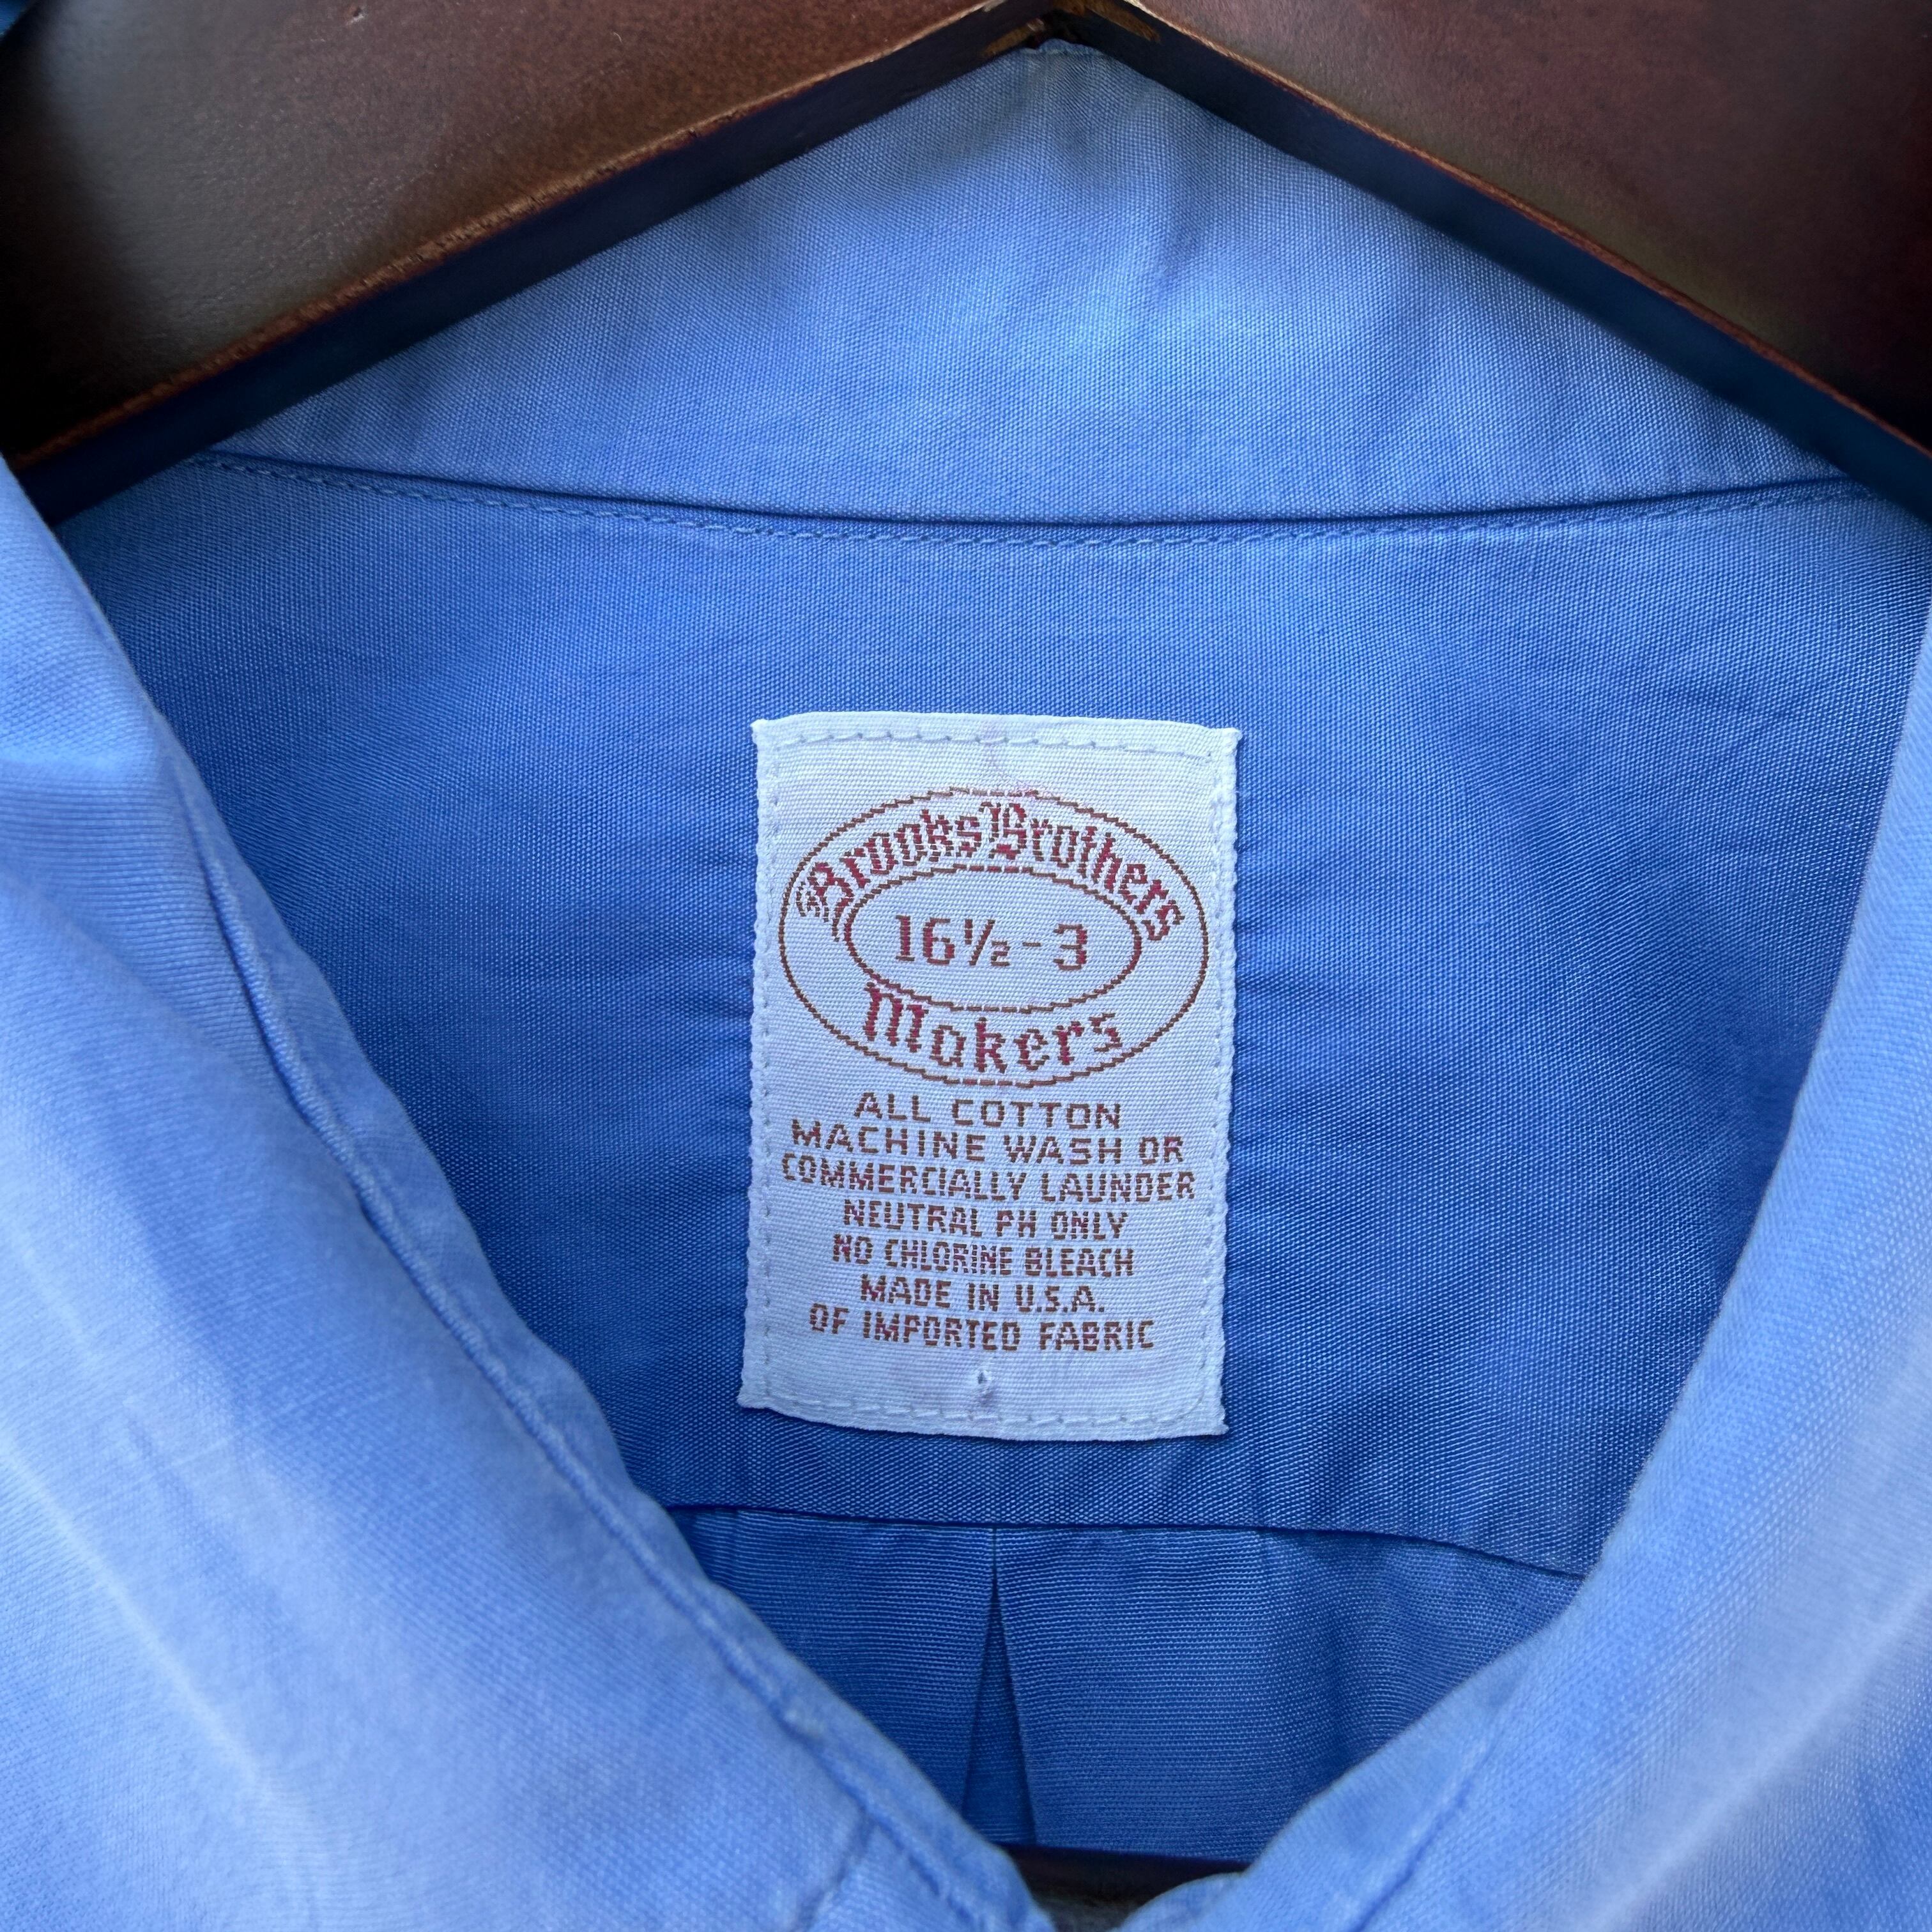 Brooks Brothers
16½-3
Makers
ALL COTTON
MACHINE WASH OR
COMMERCIALLY LAUNDER
NEUTRAL PH ONLY
NO CHLORINE BLEACH
MADE IN U.S.A.
OF IMPORTED FABRIC